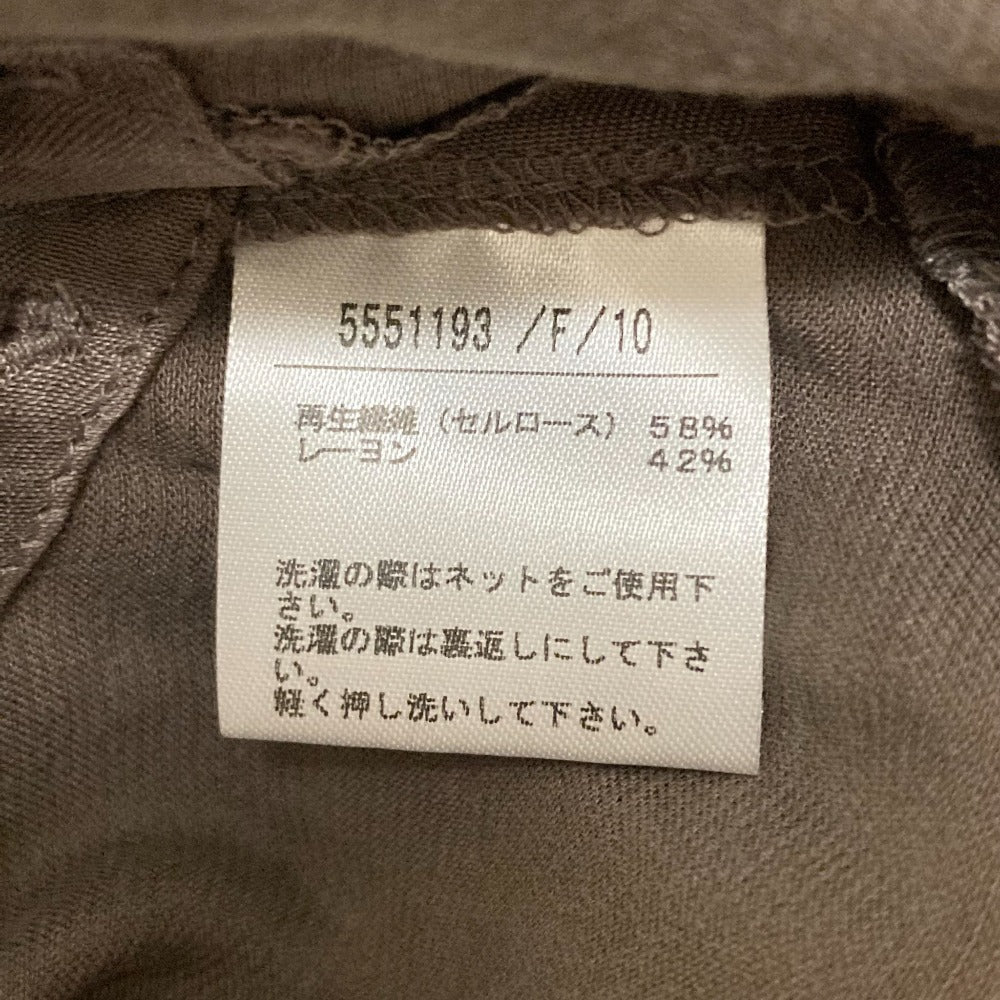 5551193 /F/10
再生繊維（セルロース） 58%
レーヨン 42%
洗濯の際はネットをご使用下
さい。
洗濯の際は裏返しにして下さ
い。
軽く押し洗いして下さい。